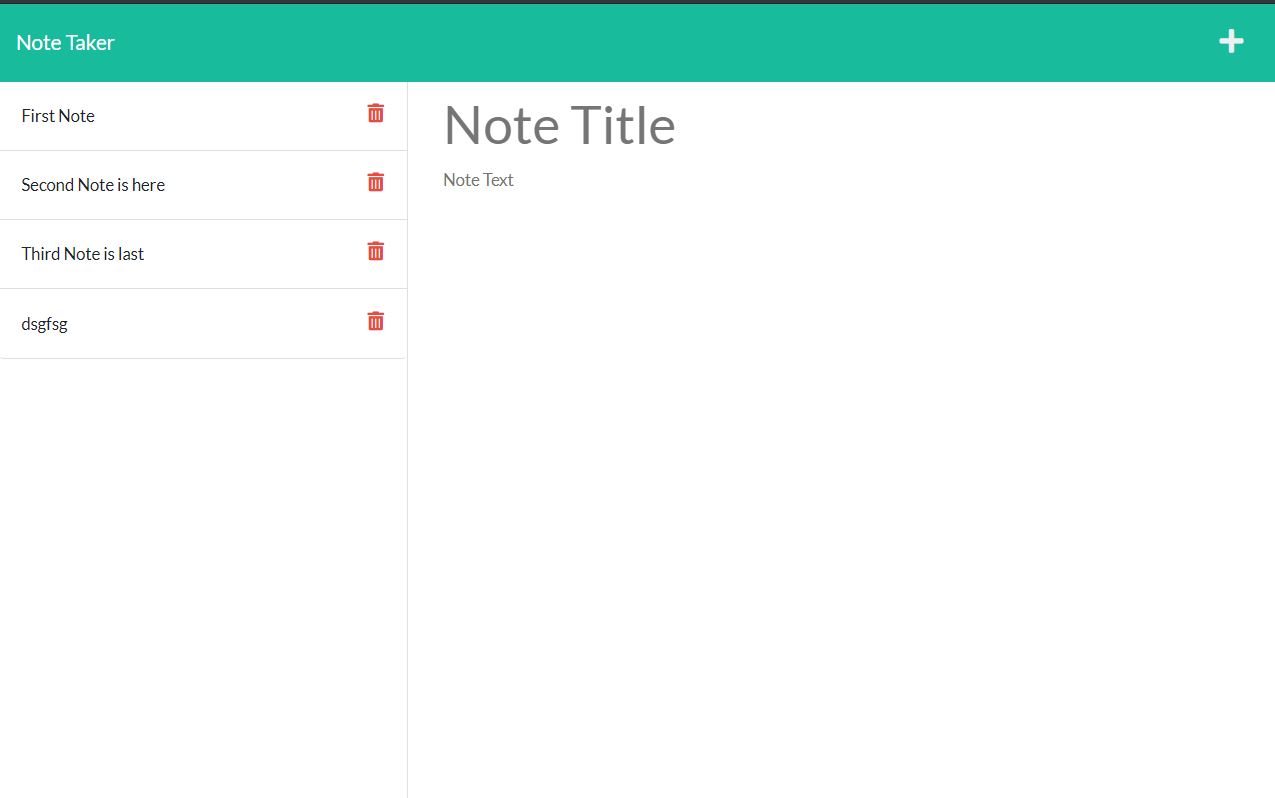 Note Taker
First Note
Second Note is here
Third Note is last
dsgfsg
Note Title
Note Text